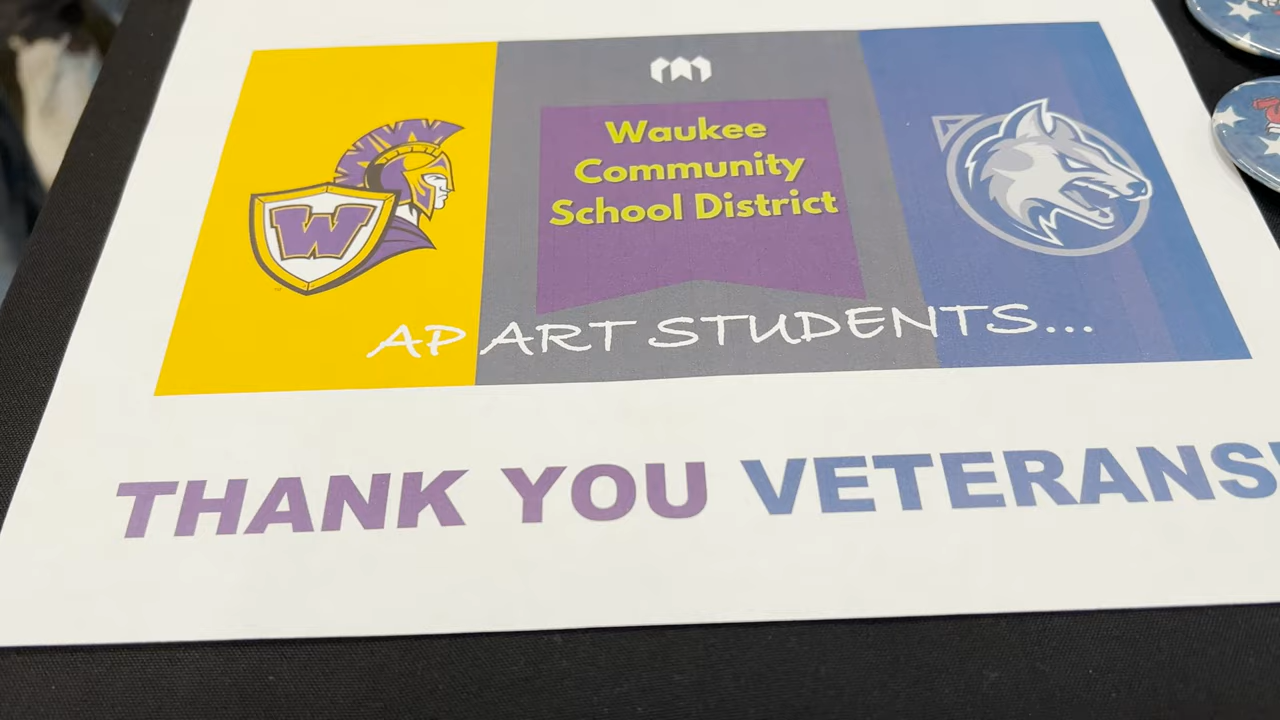 W
Waukee
Community
School District
AP ART STUDENTS...
THANK YOU VETERANS!